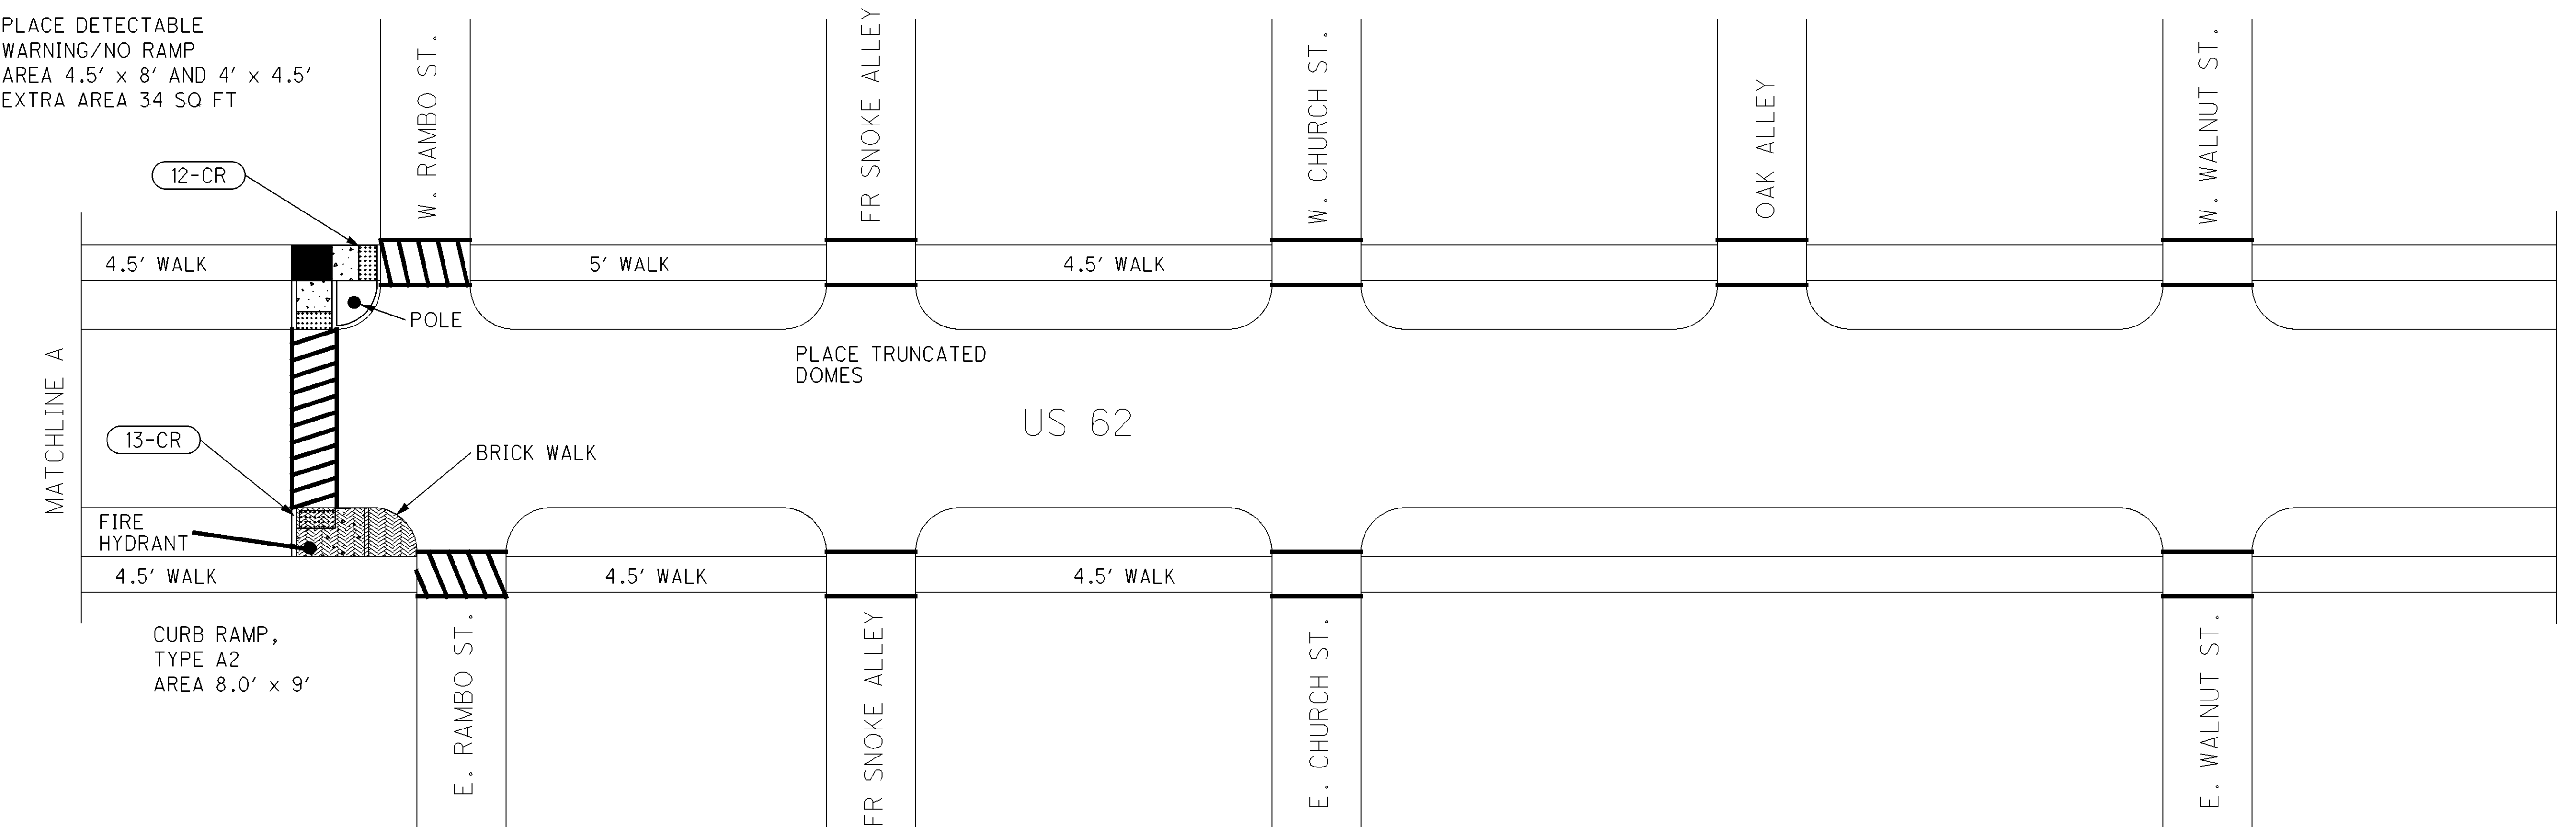 PLACE DETECTABLE
WARNING/NO RAMP
AREA 4.5' x 8' AND 4' x 4.5'
EXTRA AREA 34 SQ FT
W. RAMBO ST.
FR SNOKE ALLEY
W. CHURCH ST.
OAK ALLEY
W. WALNUT ST.
12-CR
4.5' WALK
5' WALK
4.5' WALK
POLE
PLACE TRUNCATED
DOMES
MATCHLINE A
US 62
13-CR
BRICK WALK
FIRE
HYDRANT
4.5' WALK
4.5' WALK
4.5' WALK
CURB RAMP,
TYPE A2
AREA 8.0' x 9'
E. RAMBO ST.
FR SNOKE ALLEY
E. CHURCH ST.
E. WALNUT ST.